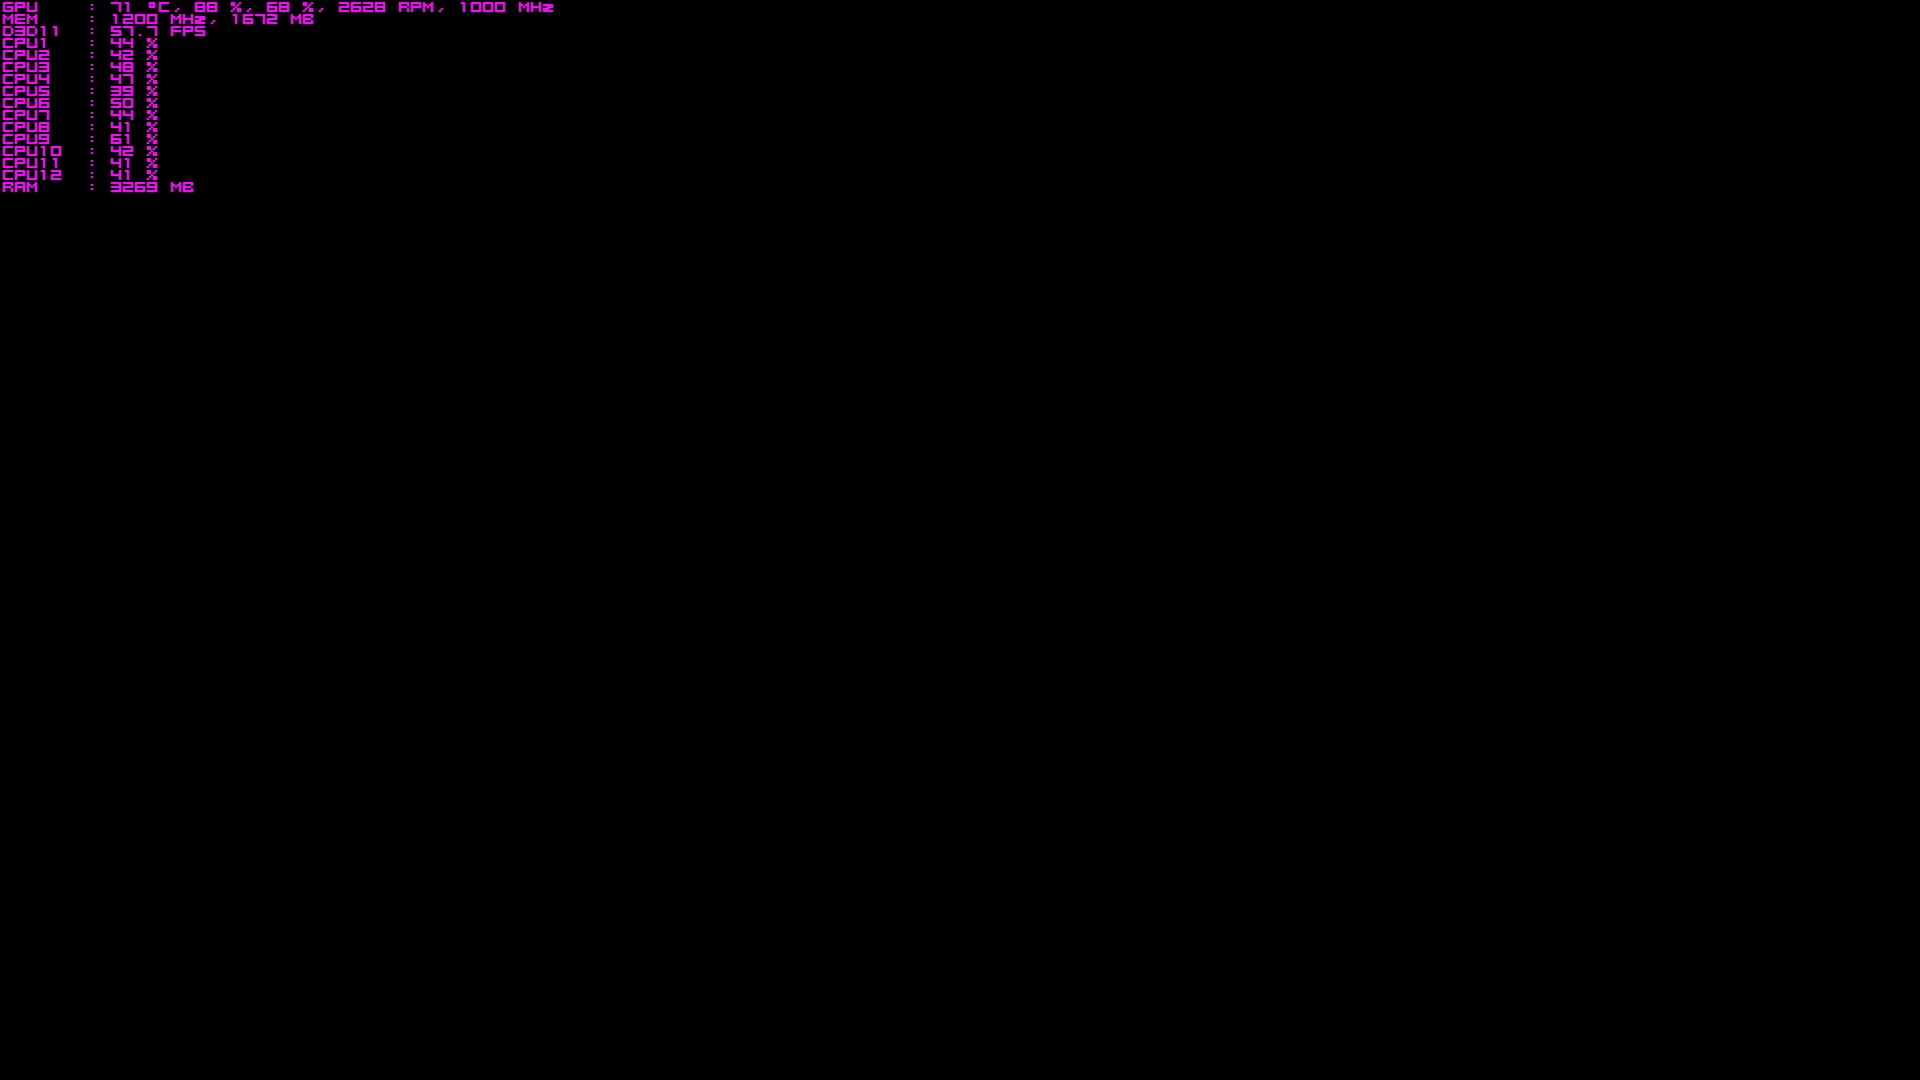 GPU : 71 °C, 88 %, 68 %, 2628 RPM, 1000 MHz
MEM : 1200 MHz, 1672 MB
D3D11 : 57.7 FPS
CPU1 : 44 %
CPU2 : 42 %
CPU3 : 48 %
CPU4 : 47 %
CPU5 : 39 %
CPU6 : 50 %
CPU7 : 44 %
CPU8 : 41 %
CPU9 : 61 %
CPU10 : 42 %
CPU11 : 41 %
CPU12 : 41 %
RAM : 3269 MB